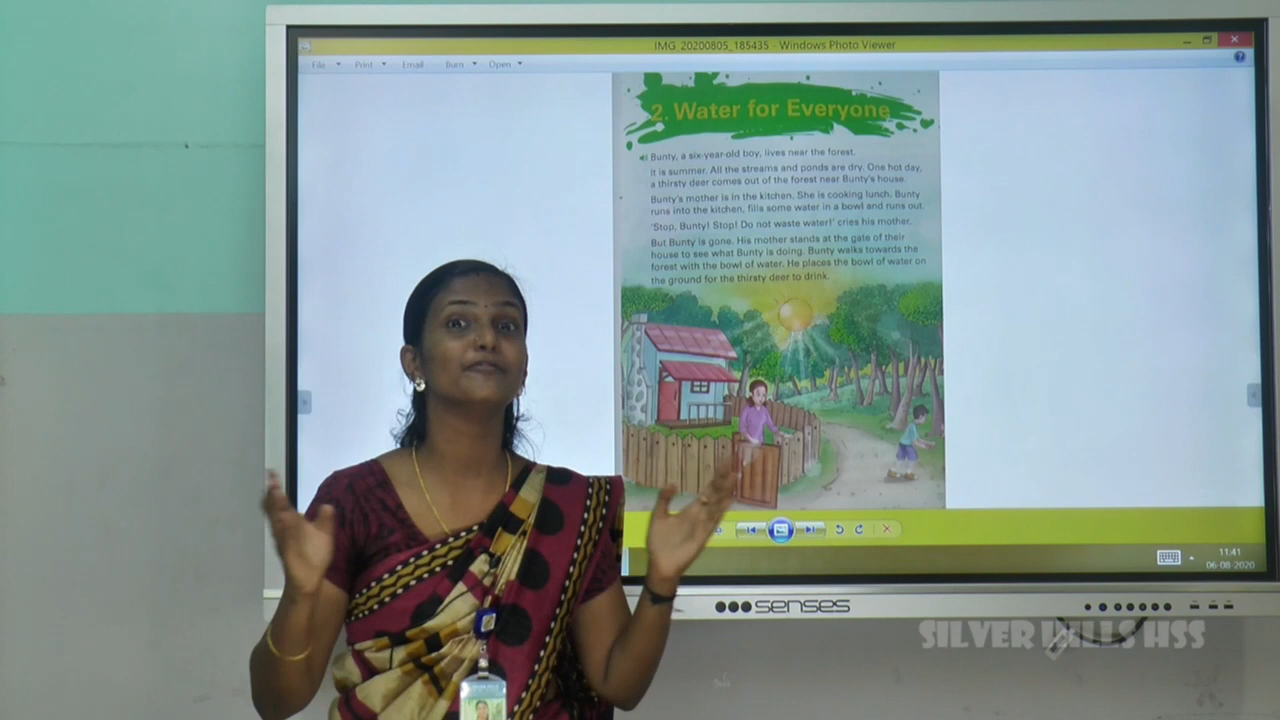 IMG_20200805_185435 - Windows Photo Viewer
File Print Email Burn Open
2. Water for Everyone
Bunty, a six-year-old boy, lives near the forest.
It is summer. All the streams and ponds are dry. One hot day,
a thirsty deer comes out of the forest near Bunty's house.
Bunty's mother is in the kitchen. She is cooking lunch. Bunty
runs into the kitchen, fills some water in a bowl and runs out.
'Stop, Bunty! Stop! Do not waste water!' cries his mother.
But Bunty is gone. His mother stands at the gate of their
house to see what Bunty is doing. Bunty walks towards the
forest with the bowl of water. He places the bowl of water on
the ground for the thirsty deer to drink.
11:41
06-08-2020
senses
SILVER HILLS HSS